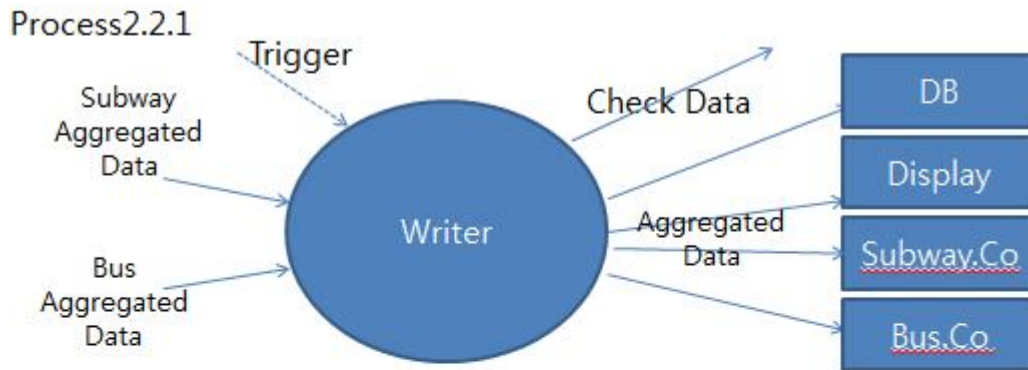 Process2.2.1
Trigger
Subway
Aggregated
Data
Bus
Aggregated
Data
Writer
Check Data
Aggregated
Data
DB
Display
Subway.Co
Bus.Co